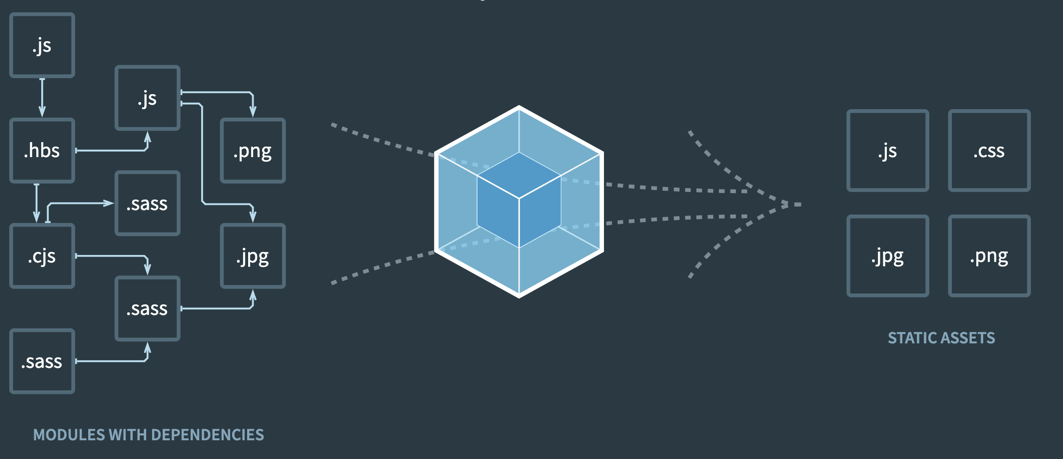 .js
.js
.hbs
.png
.sass
.cjs
.jpg
.sass
.sass
MODULES WITH DEPENDENCIES
.js
.css
.jpg
.png
STATIC ASSETS